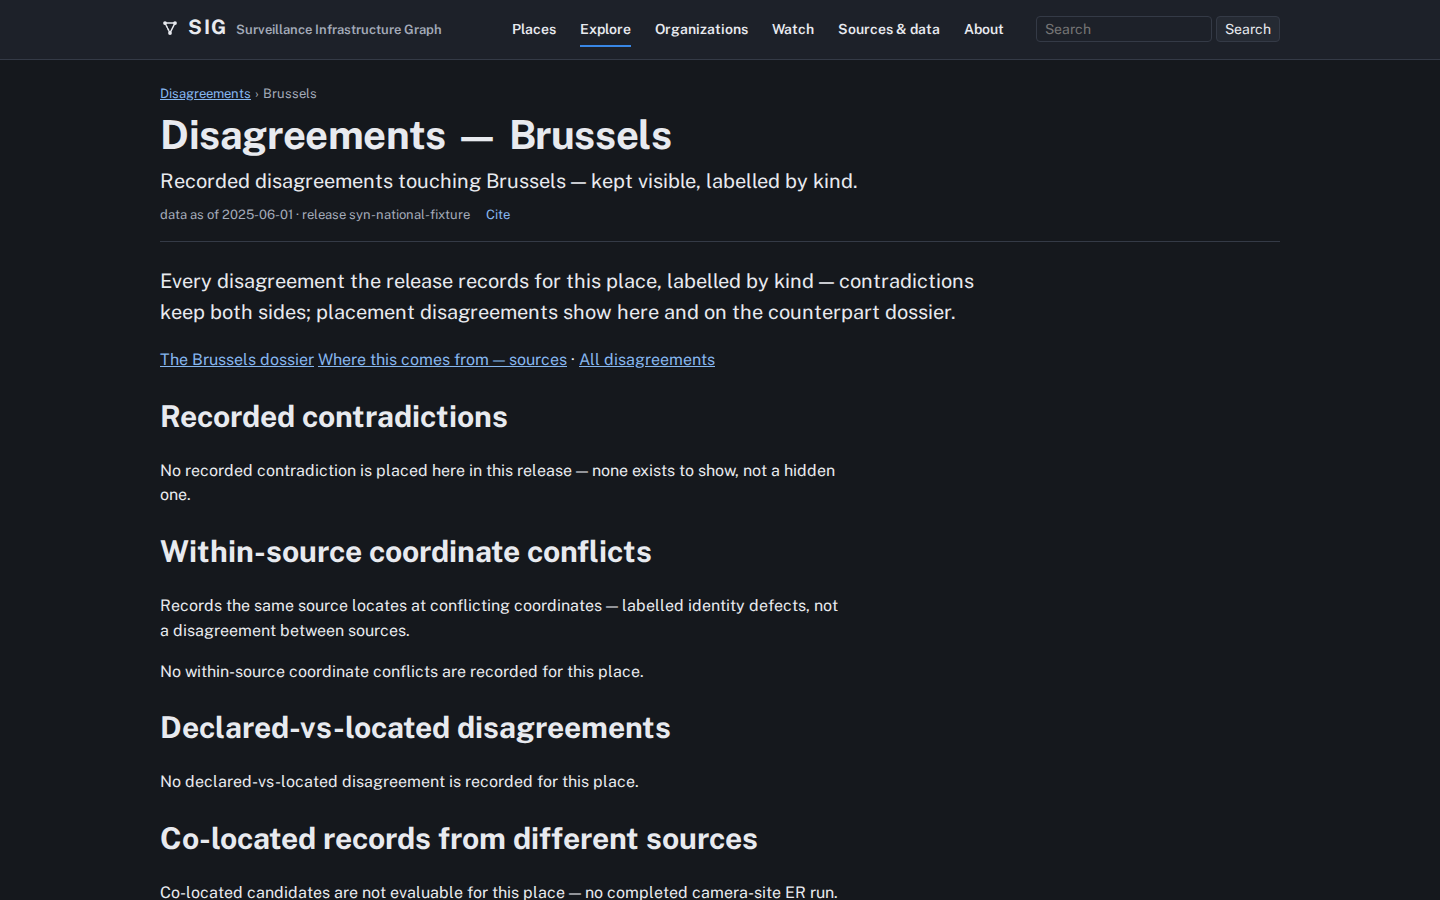 SIG Surveillance Infrastructure Graph Places Explore Organizations Watch Sources & data About Search Search
Disagreements › Brussels
Disagreements — Brussels
Recorded disagreements touching Brussels — kept visible, labelled by kind.
data as of 2025-06-01 · release syn-national-fixture Cite
Every disagreement the release records for this place, labelled by kind — contradictions
keep both sides; placement disagreements show here and on the counterpart dossier.
The Brussels dossier Where this comes from — sources · All disagreements
Recorded contradictions
No recorded contradiction is placed here in this release — none exists to show, not a hidden
one.
Within-source coordinate conflicts
Records the same source locates at conflicting coordinates — labelled identity defects, not
a disagreement between sources.
No within-source coordinate conflicts are recorded for this place.
Declared-vs-located disagreements
No declared-vs-located disagreement is recorded for this place.
Co-located records from different sources
Co-located candidates are not evaluable for this place — no completed camera-site ER run.